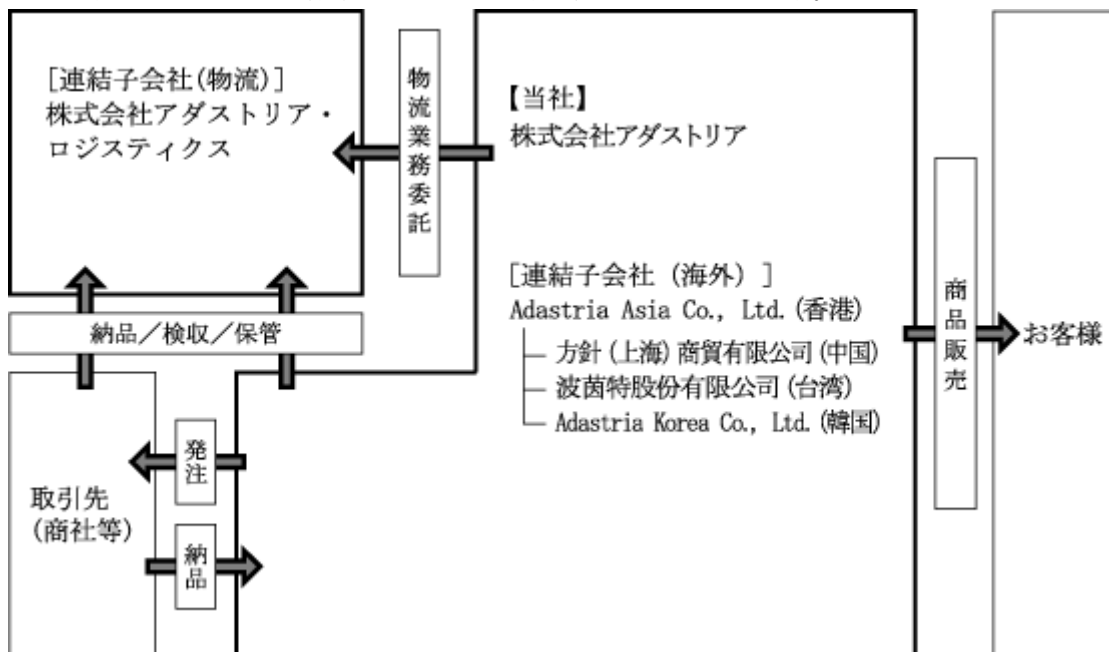 [連結子会社(物流)]
株式会社アダストリア・
ロジスティクス
物流業務委託
【当社】
株式会社アダストリア
[連結子会社(海外)]
Adastria Asia Co., Ltd.(香港)
方針(上海)商貿有限公司(中国)
波茵特股份有限公司(台湾)
Adastria Korea Co., Ltd.(韓国)
商品販売
お客様
納品/検収/保管
発注
取引先
(商社等)
納品